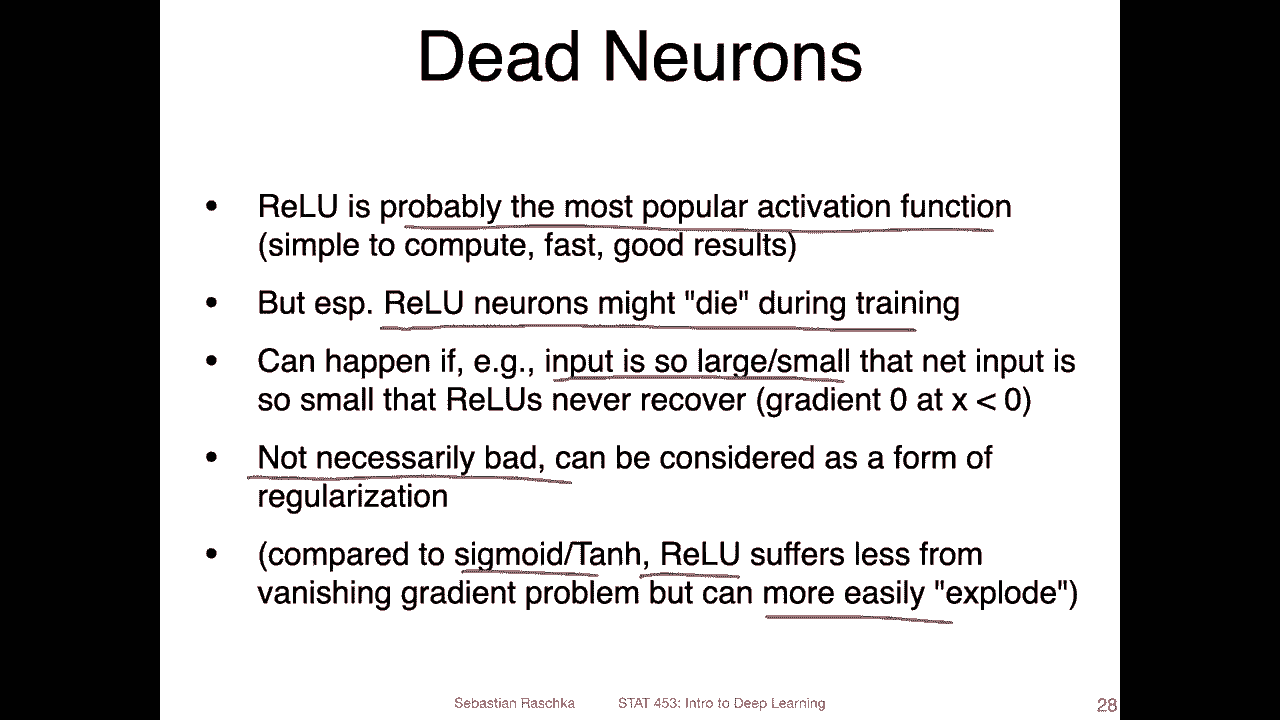 Dead Neurons
• ReLU is probably the most popular activation function
(simple to compute, fast, good results)
• But esp. ReLU neurons might "die" during training
• Can happen if, e.g., input is so large/small that net input is
so small that ReLUs never recover (gradient 0 at x < 0)
• Not necessarily bad, can be considered as a form of
regularization
• (compared to sigmoid/Tanh, ReLU suffers less from
vanishing gradient problem but can more easily "explode")
Sebastian Raschka STAT 453: Intro to Deep Learning 28